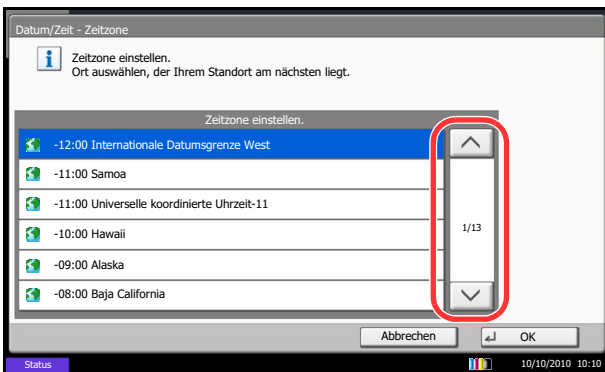 Datum/Zeit - Zeitzone
Zeitzone einstellen.
Ort auswählen, der Ihrem Standort am nächsten liegt.
Zeitzone einstellen.
-12:00 Internationale Datumsgrenze West
-11:00 Samoa
-11:00 Universelle koordinierte Uhrzeit-11
-10:00 Hawaii
1/13
-09:00 Alaska
-08:00 Baja California
Abbrechen
OK
Status
10/10/2010 10:10